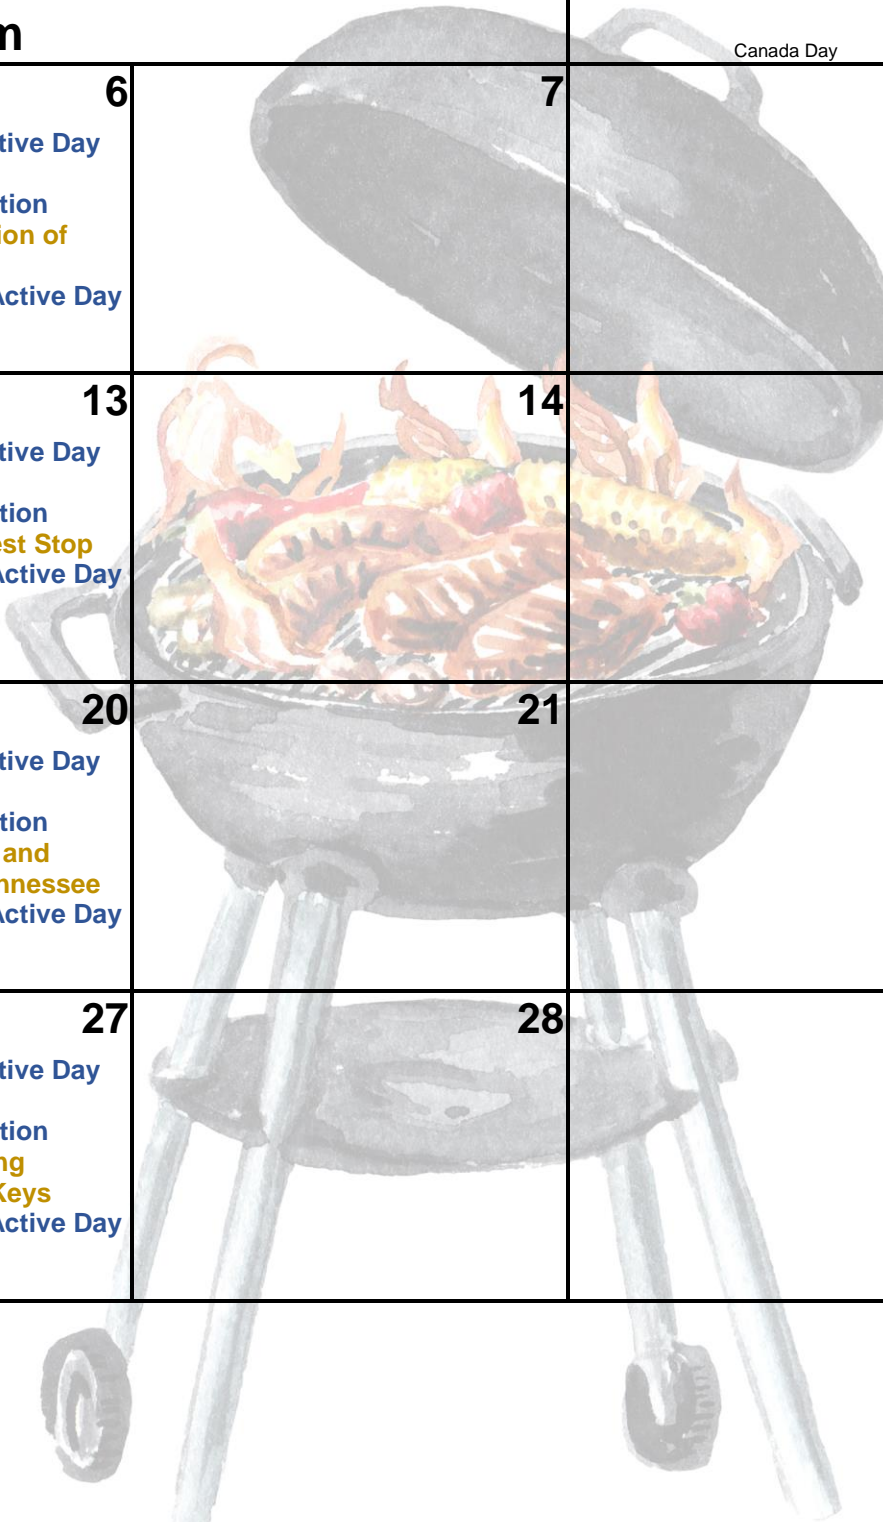 m
Canada Day
6
7
tive Day
tion
ion of
Active Day
13
14
tive Day
tion
est Stop
Active Day
20
21
tive Day
tion
and
nnessee
Active Day
27
28
tive Day
tion
ng
Keys
Active Day